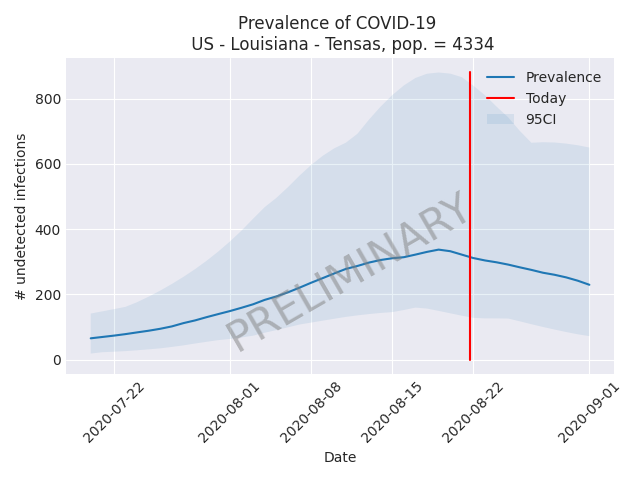 Prevalence of COVID-19
US - Louisiana - Tensas, pop. = 4334
Prevalence
Today
95CI
800
600
400
200
0
# undetected infections
PRELIMINARY
2020-07-22
2020-08-01
2020-08-08
2020-08-15
2020-08-22
2020-09-01
Date